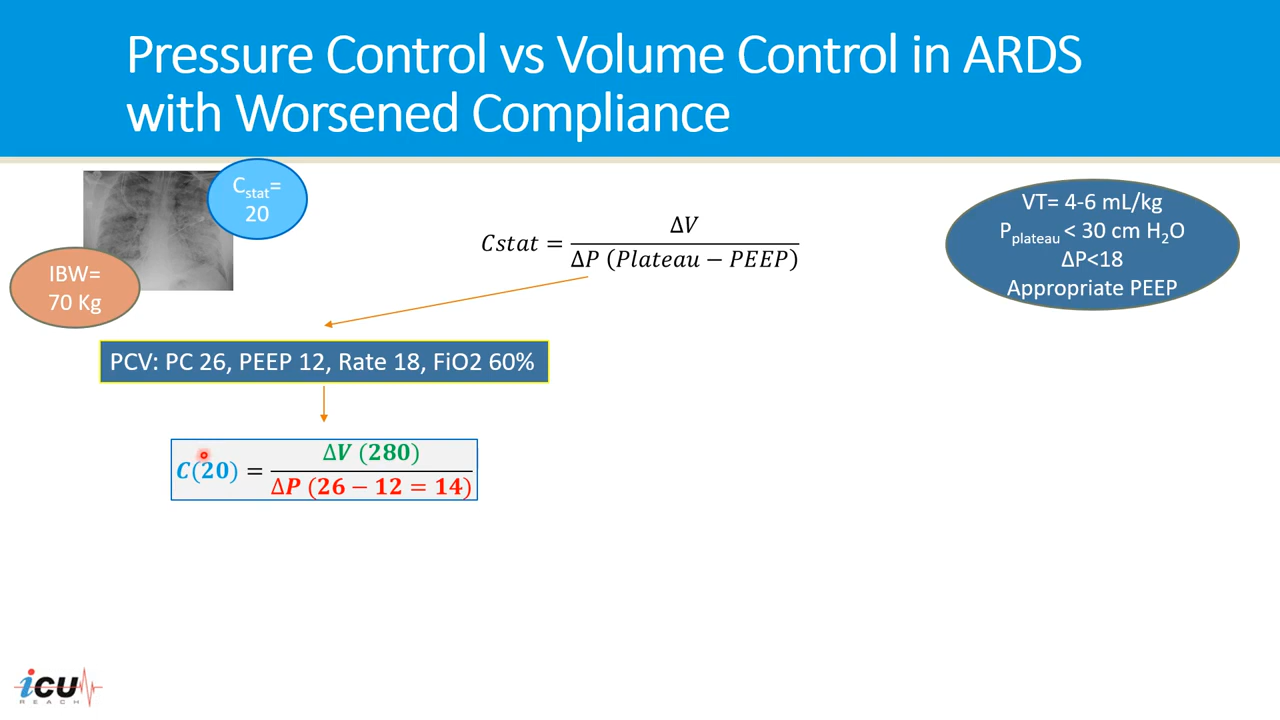 Pressure Control vs Volume Control in ARDS
with Worsened Compliance
C_stat=
20
IBW=
70 Kg
Cstat = ΔV / ΔP (Plateau − PEEP)
VT= 4-6 mL/kg
P_plateau < 30 cm H₂O
ΔP<18
Appropriate PEEP
PCV: PC 26, PEEP 12, Rate 18, FiO2 60%
C(20) = ΔV (280) / ΔP (26 − 12 = 14)
icu
REACH